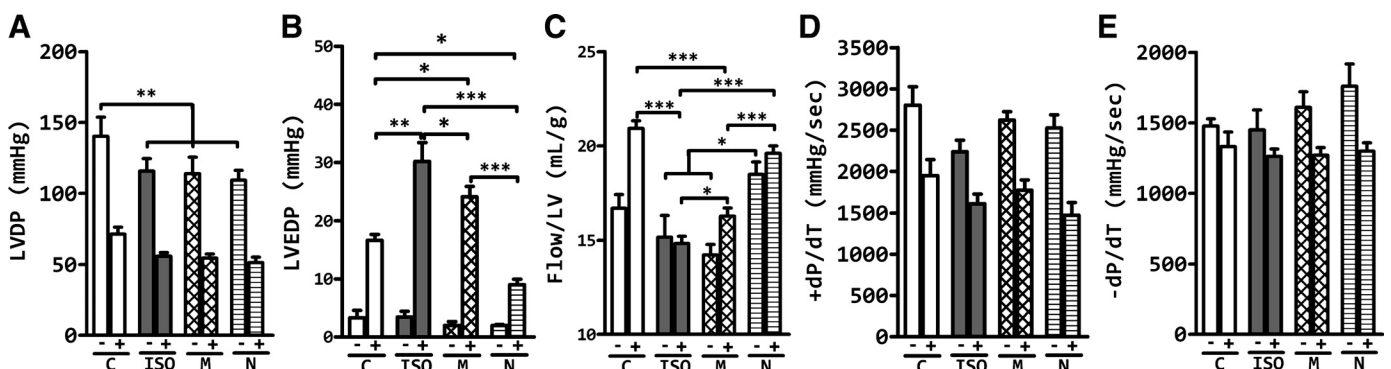 A
LVDP (mmHg)
200
150
100
50
0
**
- + - + - + - +
C ISO M N
B
LVEDP (mmHg)
50
40
30
20
10
0
*
*
***
** *
***
- + - + - + - +
C ISO M N
C
Flow/LV (mL/g)
25
20
15
10
***
***
*** ***
*
*
- + - + - + - +
C ISO M N
D
+dP/dT (mmHg/sec)
3500
3000
2500
2000
1500
1000
500
0
- + - + - + - +
C ISO M N
E
-dP/dT (mmHg/sec)
2000
1500
1000
500
0
- + - + - + - +
C ISO M N